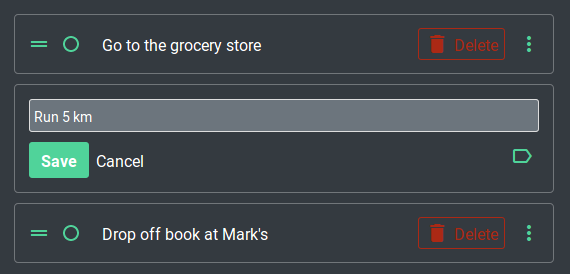 Go to the grocery store Delete
Run 5 km
Save Cancel
Drop off book at Mark's Delete